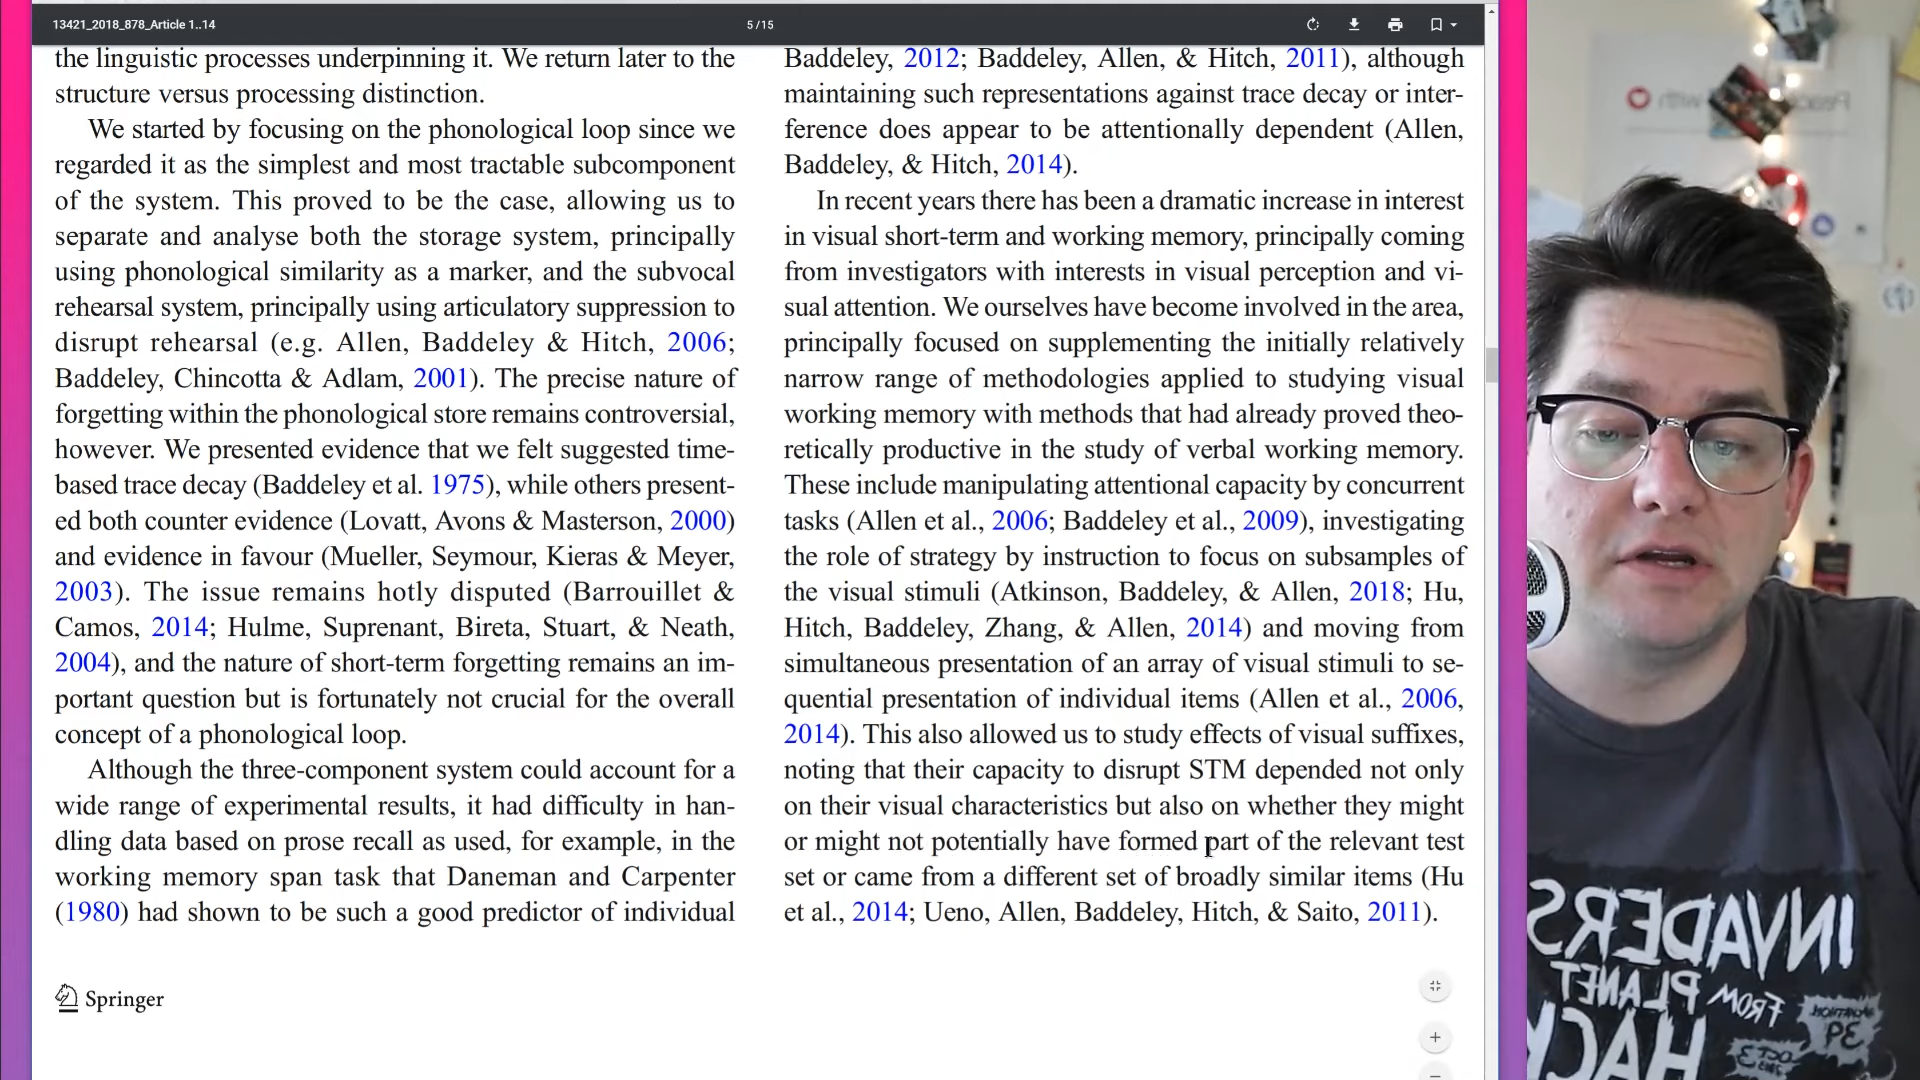 13421_2018_878_Article 1..14
5 / 15
the linguistic processes underpinning it. We return later to the
structure versus processing distinction.
We started by focusing on the phonological loop since we
regarded it as the simplest and most tractable subcomponent
of the system. This proved to be the case, allowing us to
separate and analyse both the storage system, principally
using phonological similarity as a marker, and the subvocal
rehearsal system, principally using articulatory suppression to
disrupt rehearsal (e.g. Allen, Baddeley & Hitch, 2006;
Baddeley, Chincotta & Adlam, 2001). The precise nature of
forgetting within the phonological store remains controversial,
however. We presented evidence that we felt suggested time-
based trace decay (Baddeley et al. 1975), while others present-
ed both counter evidence (Lovatt, Avons & Masterson, 2000)
and evidence in favour (Mueller, Seymour, Kieras & Meyer,
2003). The issue remains hotly disputed (Barrouillet &
Camos, 2014; Hulme, Suprenant, Bireta, Stuart, & Neath,
2004), and the nature of short-term forgetting remains an im-
portant question but is fortunately not crucial for the overall
concept of a phonological loop.
Although the three-component system could account for a
wide range of experimental results, it had difficulty in han-
dling data based on prose recall as used, for example, in the
working memory span task that Daneman and Carpenter
(1980) had shown to be such a good predictor of individual
Springer
Baddeley, 2012; Baddeley, Allen, & Hitch, 2011), although
maintaining such representations against trace decay or inter-
ference does appear to be attentionally dependent (Allen,
Baddeley, & Hitch, 2014).
In recent years there has been a dramatic increase in interest
in visual short-term and working memory, principally coming
from investigators with interests in visual perception and vi-
sual attention. We ourselves have become involved in the area,
principally focused on supplementing the initially relatively
narrow range of methodologies applied to studying visual
working memory with methods that had already proved theo-
retically productive in the study of verbal working memory.
These include manipulating attentional capacity by concurrent
tasks (Allen et al., 2006; Baddeley et al., 2009), investigating
the role of strategy by instruction to focus on subsamples of
the visual stimuli (Atkinson, Baddeley, & Allen, 2018; Hu,
Hitch, Baddeley, Zhang, & Allen, 2014) and moving from
simultaneous presentation of an array of visual stimuli to se-
quential presentation of individual items (Allen et al., 2006,
2014). This also allowed us to study effects of visual suffixes,
noting that their capacity to disrupt STM depended not only
on their visual characteristics but also on whether they might
or might not potentially have formed part of the relevant test
set or came from a different set of broadly similar items (Hu
et al., 2014; Ueno, Allen, Baddeley, Hitch, & Saito, 2011).
INVADERS
FROM PLANET
HACK